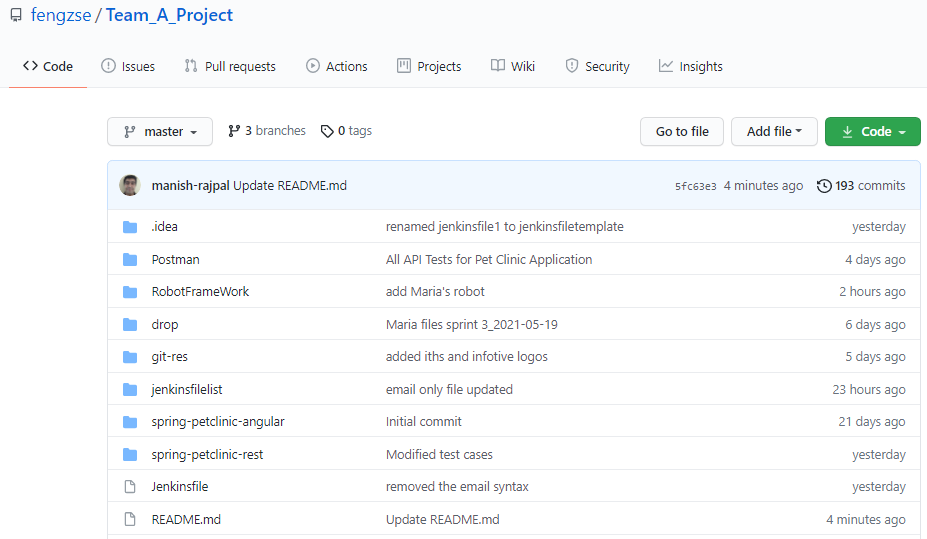 fengzse / Team_A_Project
Code Issues Pull requests Actions Projects Wiki Security Insights
master 3 branches 0 tags Go to file Add file Code
manish-rajpal Update README.md 5fc63e3 4 minutes ago 193 commits
.idea renamed jenkinsfile1 to jenkinsfiletemplate yesterday
Postman All API Tests for Pet Clinic Application 4 days ago
RobotFrameWork add Maria's robot 2 hours ago
drop Maria files sprint 3_2021-05-19 6 days ago
git-res added iths and infotive logos 5 days ago
jenkinsfilelist email only file updated 23 hours ago
spring-petclinic-angular Initial commit 21 days ago
spring-petclinic-rest Modified test cases yesterday
Jenkinsfile removed the email syntax yesterday
README.md Update README.md 4 minutes ago